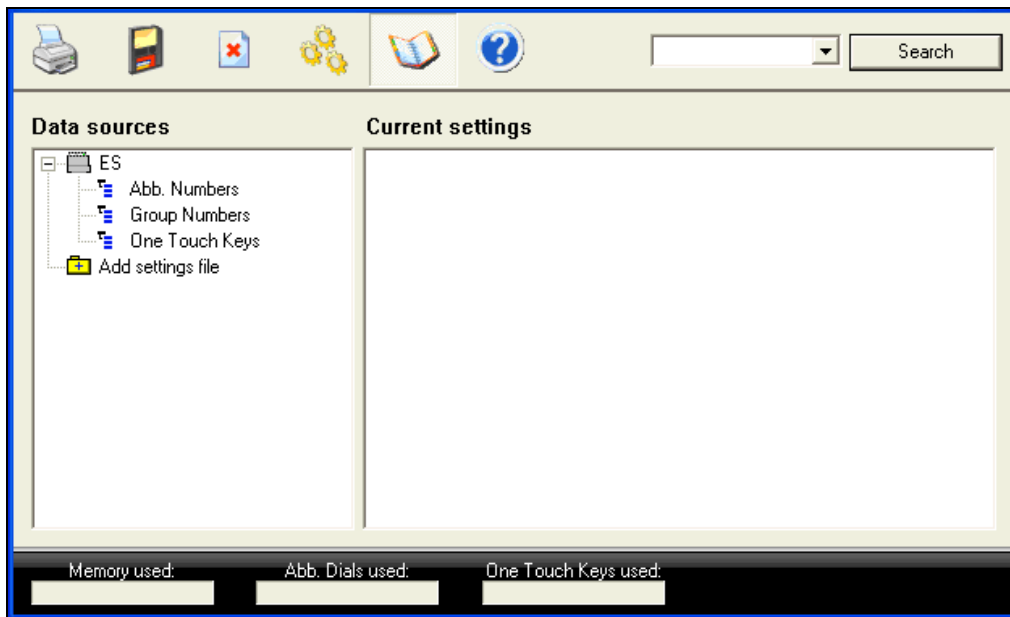 Search
Data sources
Current settings
ES
Abb. Numbers
Group Numbers
One Touch Keys
Add settings file
Memory used:
Abb. Dials used:
One Touch Keys used: